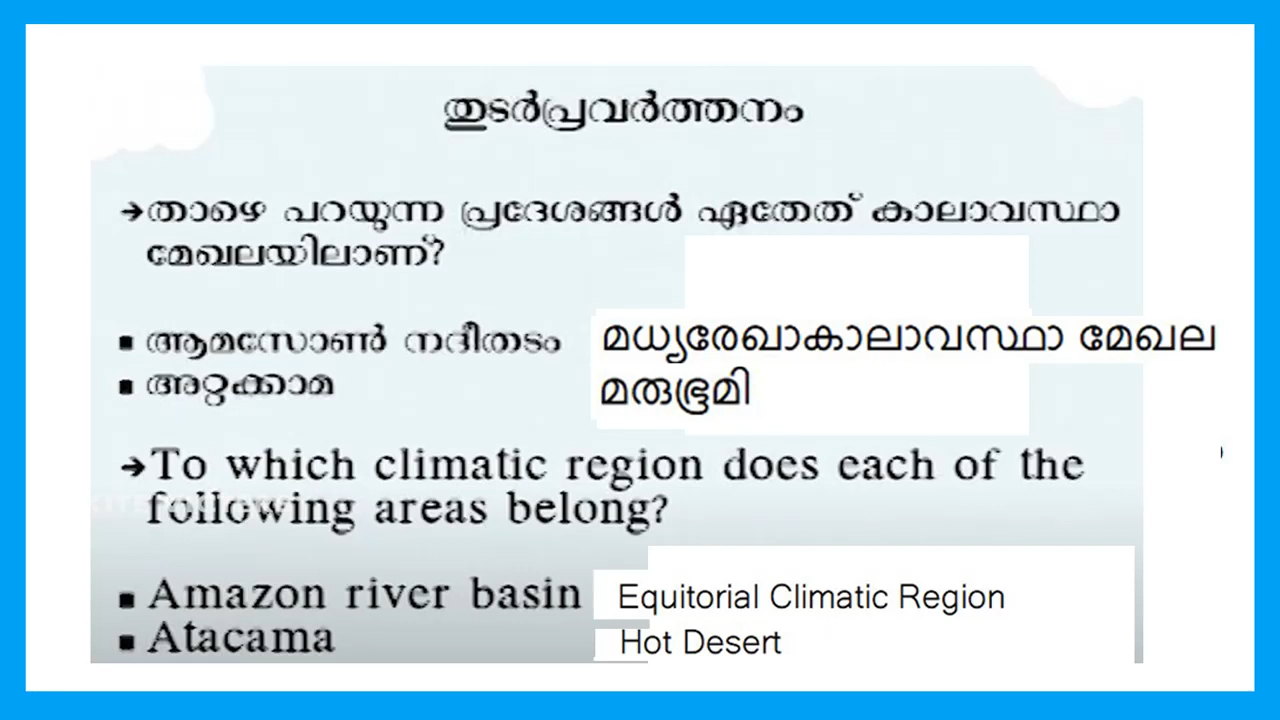 തുടർപ്രവർത്തനം
→താഴെ പറയുന്ന പ്രദേശങ്ങൾ ഏതേത് കാലാവസ്ഥാ
മേഖലയിലാണ്?
▪ ആമസോൺ നദീതടം മധ്യരേഖാകാലാവസ്ഥാ മേഖല
▪ അറ്റക്കാമ മരുഭൂമി
→To which climatic region does each of the
following areas belong?
▪ Amazon river basin Equitorial Climatic Region
▪ Atacama Hot Desert